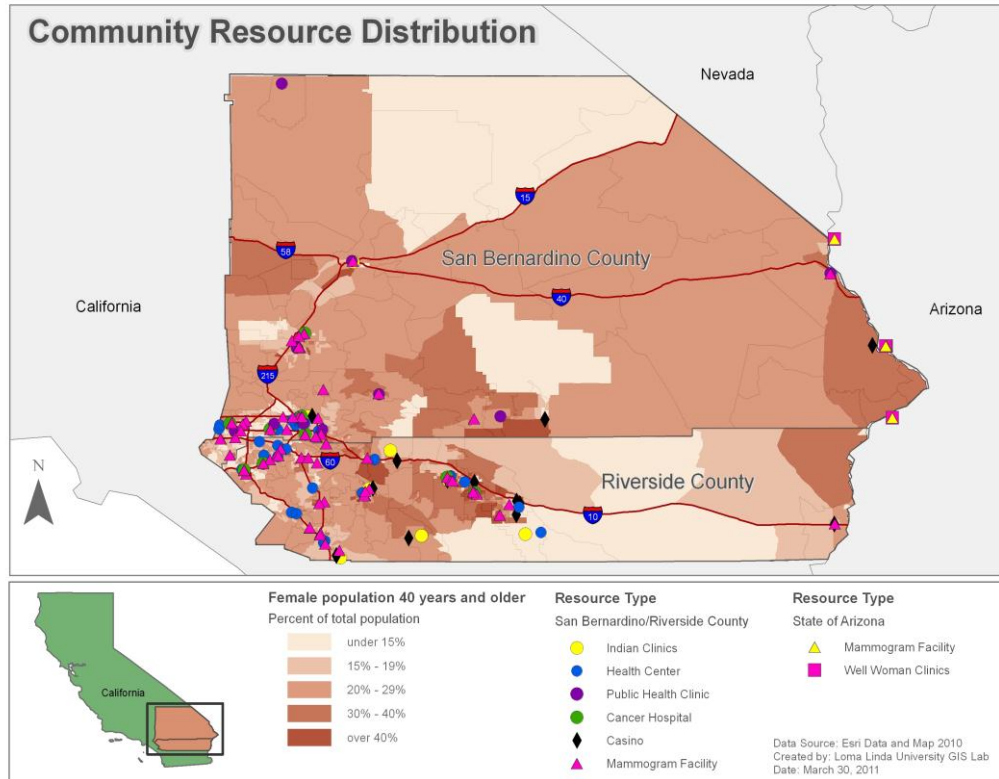 Community Resource Distribution
Nevada
15
58
San Bernardino County
40
California
Arizona
215
N
60
Riverside County
10
California
Female population 40 years and older
Percent of total population
under 15%
15% - 19%
20% - 29%
30% - 40%
over 40%
Resource Type
San Bernardino/Riverside County
Indian Clinics
Health Center
Public Health Clinic
Cancer Hospital
Casino
Mammogram Facility
Resource Type
State of Arizona
Mammogram Facility
Well Woman Clinics
Data Source: Esri Data and Map 2010
Created by: Loma Linda University GIS Lab
Date: March 30, 2011